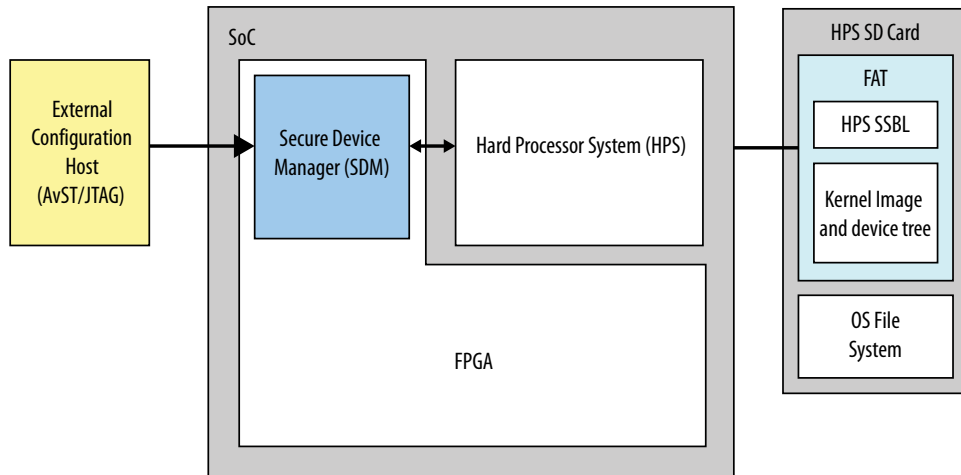 SoC
External
Configuration
Host
(AvST/JTAG)
Secure Device
Manager (SDM)
Hard Processor System (HPS)
FPGA
HPS SD Card
FAT
HPS SSBL
Kernel Image
and device tree
OS File
System